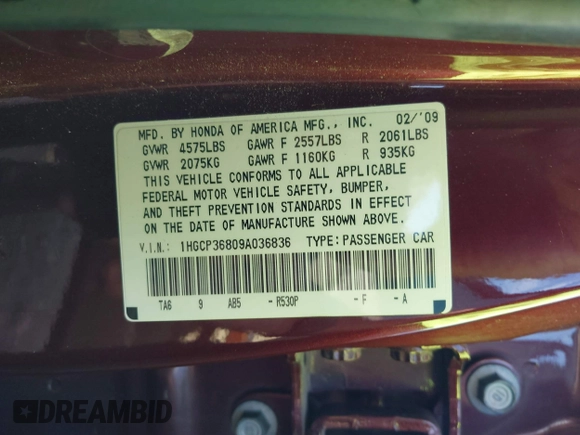 MFD. BY HONDA OF AMERICA MFG., INC. 02/'09
GVWR 4575LBS GAWR F 2557LBS R 2061LBS
GVWR 2075KG GAWR F 1160KG R 935KG
THIS VEHICLE CONFORMS TO ALL APPLICABLE
FEDERAL MOTOR VEHICLE SAFETY, BUMPER,
AND THEFT PREVENTION STANDARDS IN EFFECT
ON THE DATE OF MANUFACTURE SHOWN ABOVE.
V.I.N.: 1HGCP36809A036836 TYPE:PASSENGER CAR
TA6 9 AB5 -R530P -F -A
DREAMBID